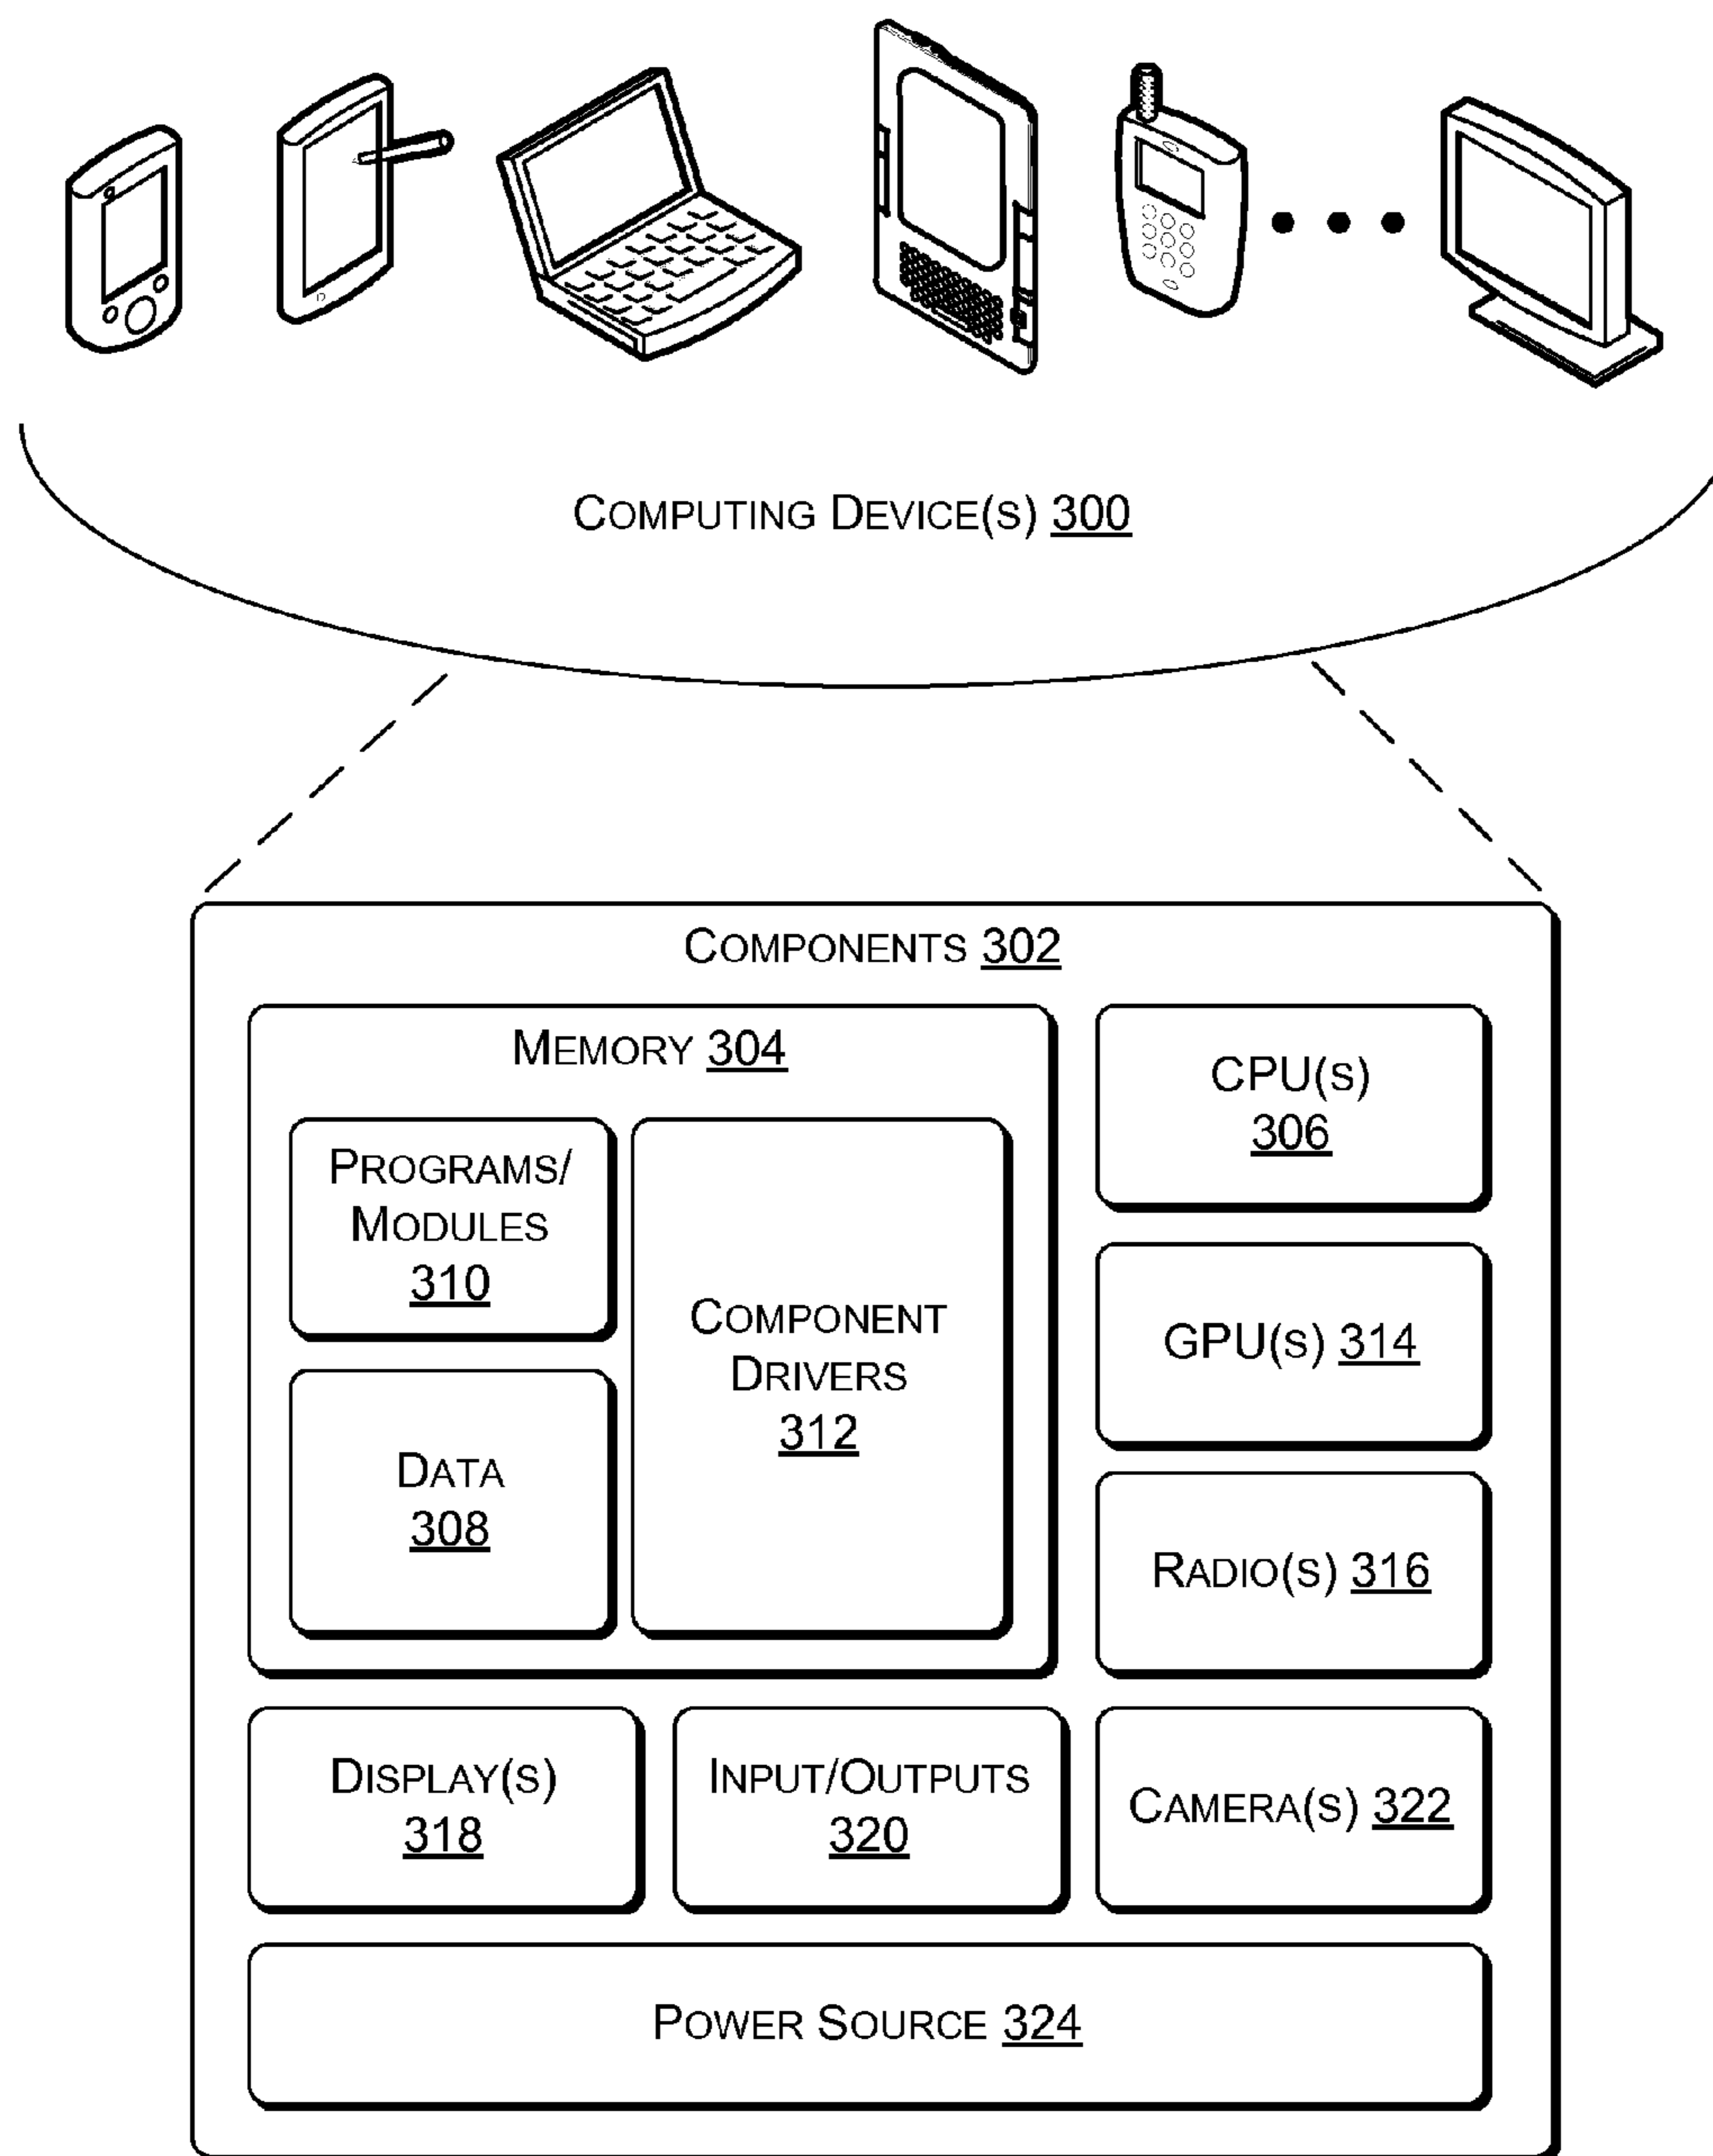 COMPUTING DEVICE(S) 300
COMPONENTS 302
MEMORY 304
PROGRAMS/
MODULES
310
DATA
308
COMPONENT
DRIVERS
312
CPU(S)
306
GPU(S) 314
RADIO(S) 316
DISPLAY(S)
318
INPUT/OUTPUTS
320
CAMERA(S) 322
POWER SOURCE 324